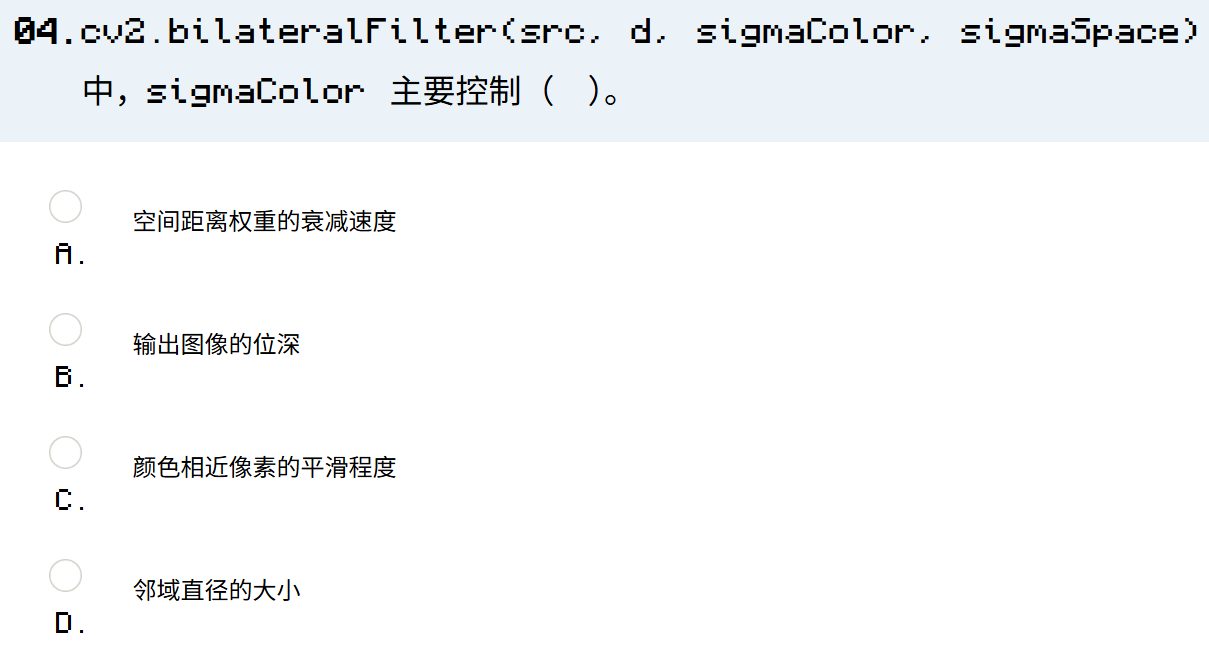 04.cv2.bilateralFilter(src, d, sigmaColor, sigmaSpace)
中，sigmaColor 主要控制（ ）。
空间距离权重的衰减速度
A.
输出图像的位深
B.
颜色相近像素的平滑程度
C.
邻域直径的大小
D.